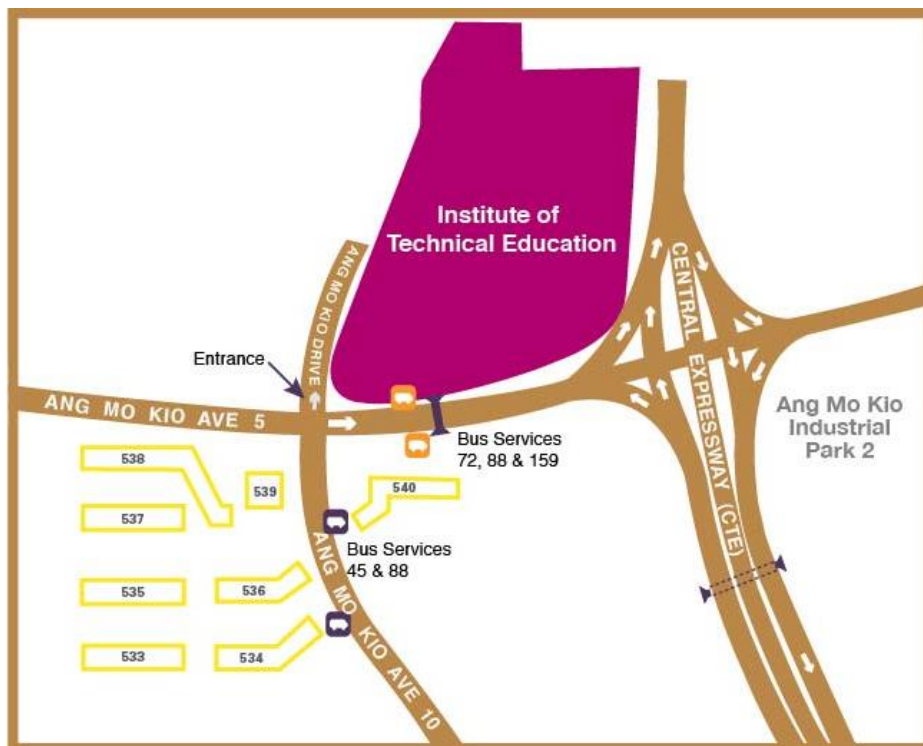 Institute of
Technical Education
ANG MO KIO DRIVE
CENTRAL EXPRESSWAY (CTE)
Entrance
ANG MO KIO AVE 5
Ang Mo Kio
Industrial
Park 2
Bus Services
72, 88 & 159
538
539
540
537
Bus Services
45 & 88
ANG MO KIO AVE 10
535
536
533
534